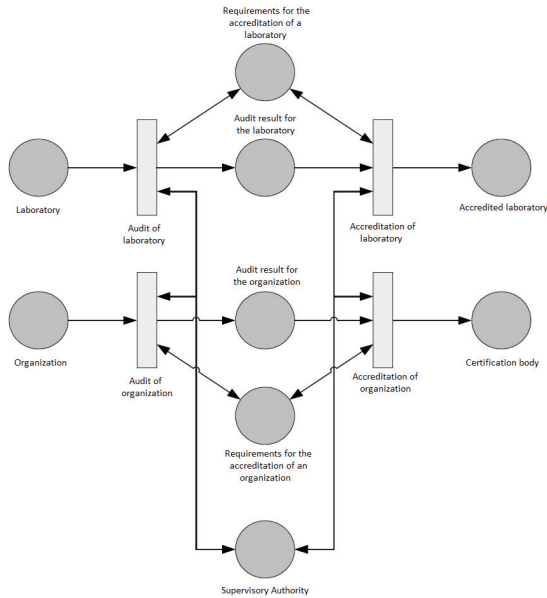 Requirements for the
accreditation of a
laboratory
Audit result for
the laboratory
Laboratory
Audit of
laboratory
Accreditation of
laboratory
Accredited laboratory
Audit result for
the organization
Organization
Audit of
organization
Accreditation of
organization
Certification body
Requirements for the
accreditation of an
organization
Supervisory Authority